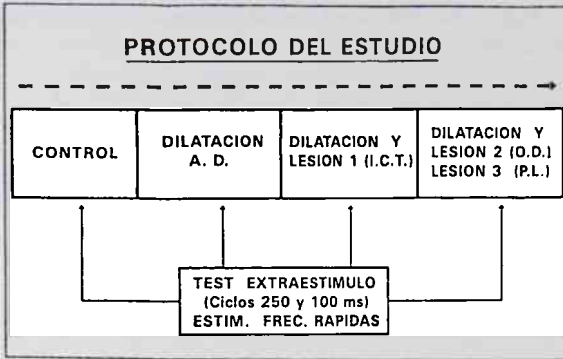 PROTOCOLO DEL ESTUDIO
CONTROL
DILATACION
A. D.
DILATACION Y
LESION 1 (I.C.T.)
DILATACION Y
LESION 2 (O.D.)
LESION 3 (P.L.)
TEST EXTRAESTIMULO
(Ciclos 250 y 100 ms)
ESTIM. FREC. RAPIDAS